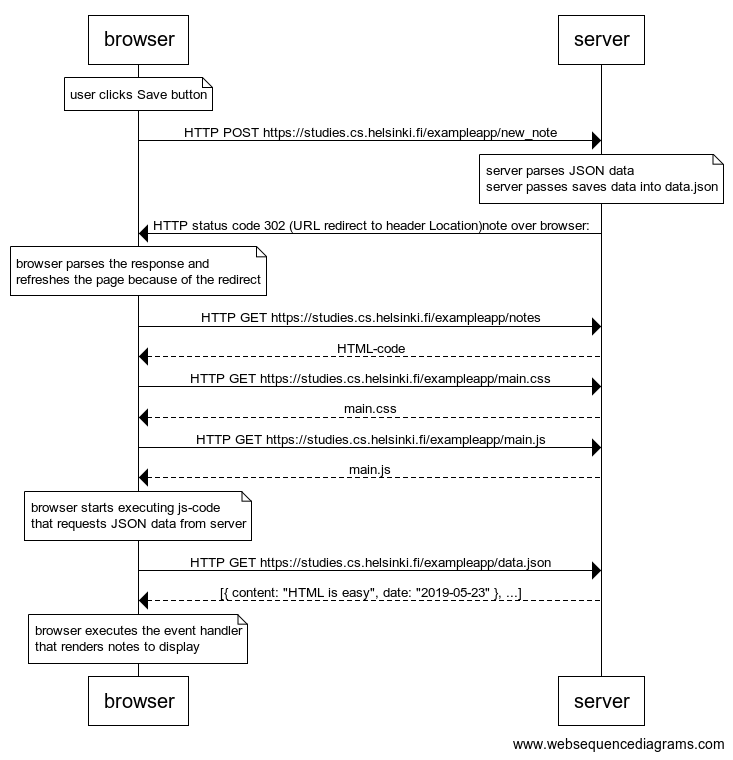 browser
server
user clicks Save button
HTTP POST https://studies.cs.helsinki.fi/exampleapp/new_note
server parses JSON data
server passes saves data into data.json
HTTP status code 302 (URL redirect to header Location)note over browser:
browser parses the response and
refreshes the page because of the redirect
HTTP GET https://studies.cs.helsinki.fi/exampleapp/notes
HTML-code
HTTP GET https://studies.cs.helsinki.fi/exampleapp/main.css
main.css
HTTP GET https://studies.cs.helsinki.fi/exampleapp/main.js
main.js
browser starts executing js-code
that requests JSON data from server
HTTP GET https://studies.cs.helsinki.fi/exampleapp/data.json
[{ content: "HTML is easy", date: "2019-05-23" }, ...]
browser executes the event handler
that renders notes to display
browser
server
www.websequencediagrams.com